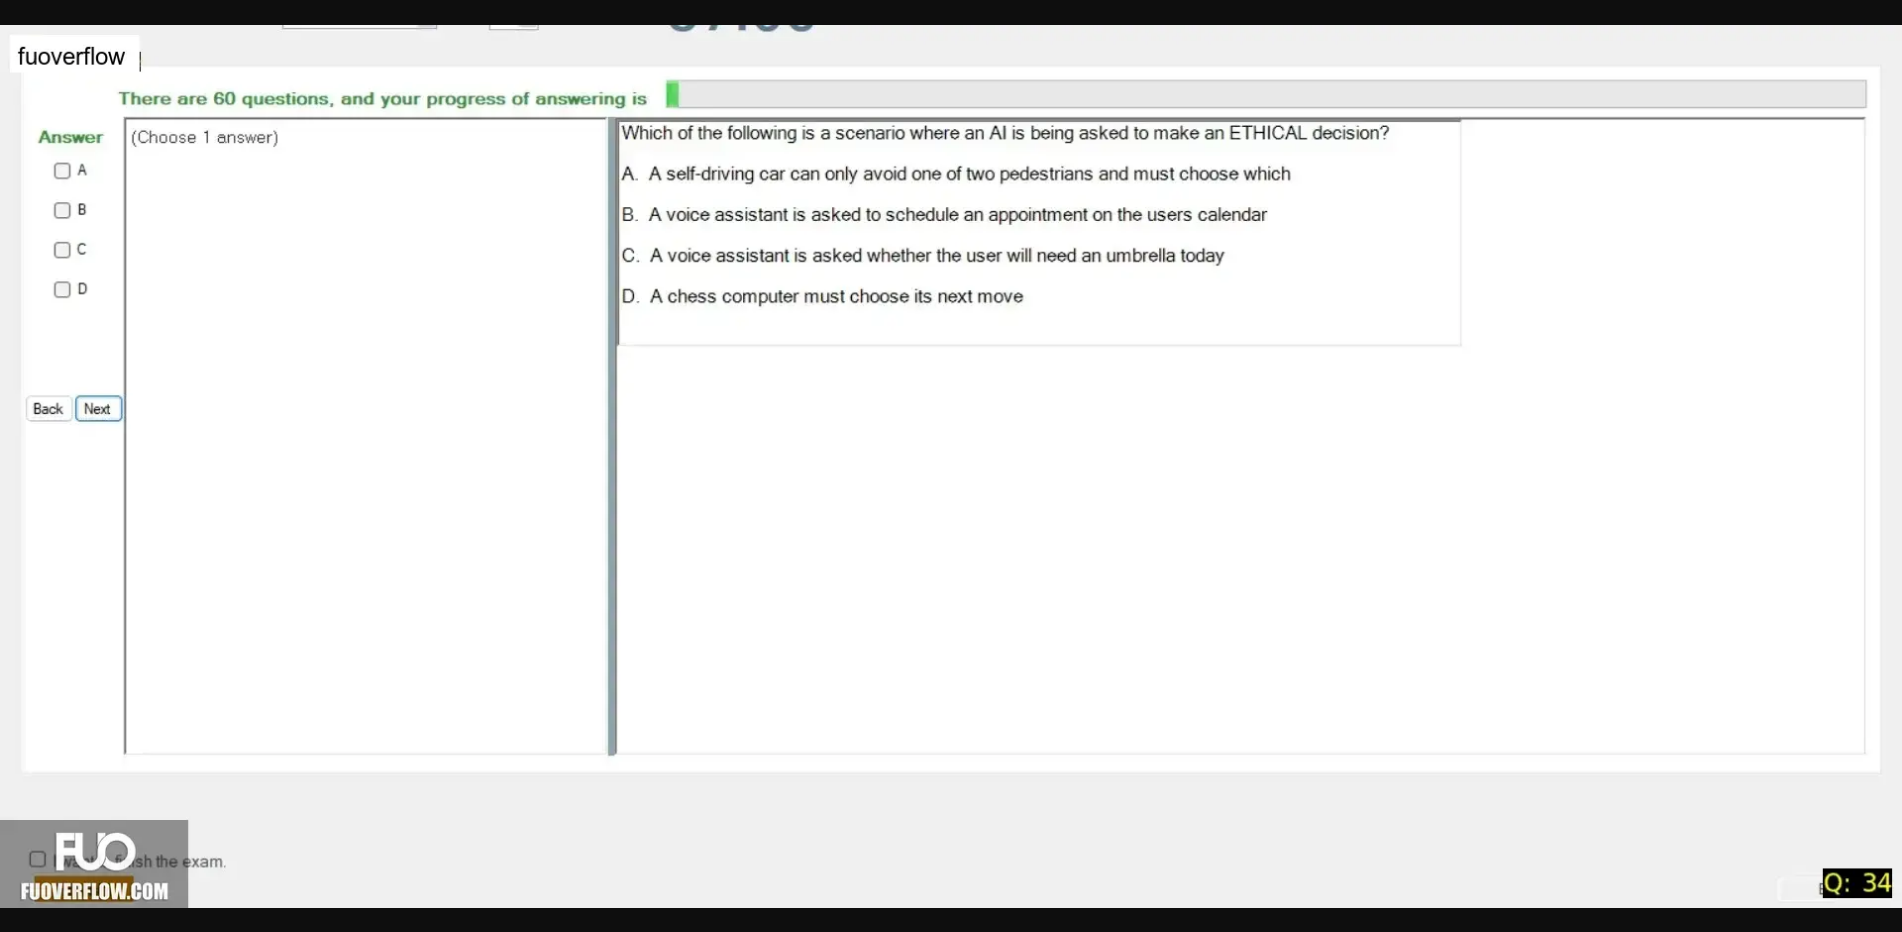 fuoverflow
There are 60 questions, and your progress of answering is
Answer
(Choose 1 answer)
A
B
C
D
Back
Next
Which of the following is a scenario where an AI is being asked to make an ETHICAL decision?
A. A self-driving car can only avoid one of two pedestrians and must choose which
B. A voice assistant is asked to schedule an appointment on the users calendar
C. A voice assistant is asked whether the user will need an umbrella today
D. A chess computer must choose its next move
FUO
the exam.
FUOVERFLOW.COM
Q: 34